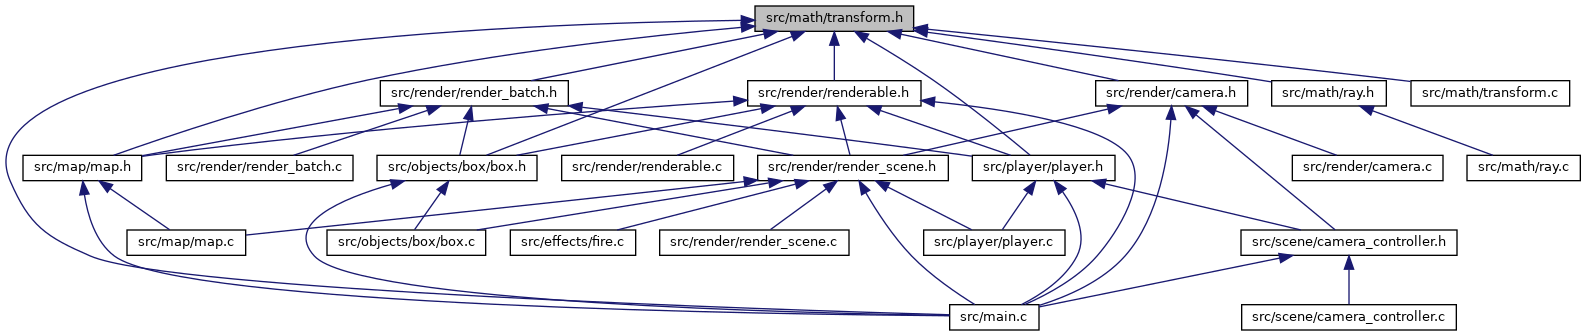 src/math/transform.h
src/render/render_batch.h
src/render/renderable.h
src/render/camera.h
src/math/ray.h
src/math/transform.c
src/map/map.h
src/render/render_batch.c
src/objects/box/box.h
src/render/renderable.c
src/render/render_scene.h
src/player/player.h
src/render/camera.c
src/math/ray.c
src/map/map.c
src/objects/box/box.c
src/effects/fire.c
src/render/render_scene.c
src/player/player.c
src/scene/camera_controller.h
src/main.c
src/scene/camera_controller.c